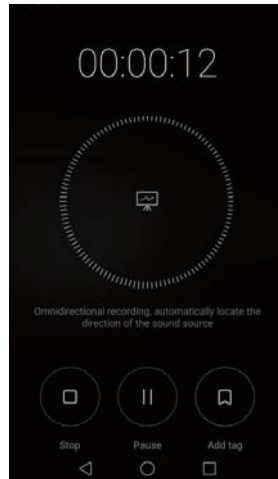 00:00:12
Omnidirectional recording, automatically locate the
direction of the sound source
Stop Pause Add tag